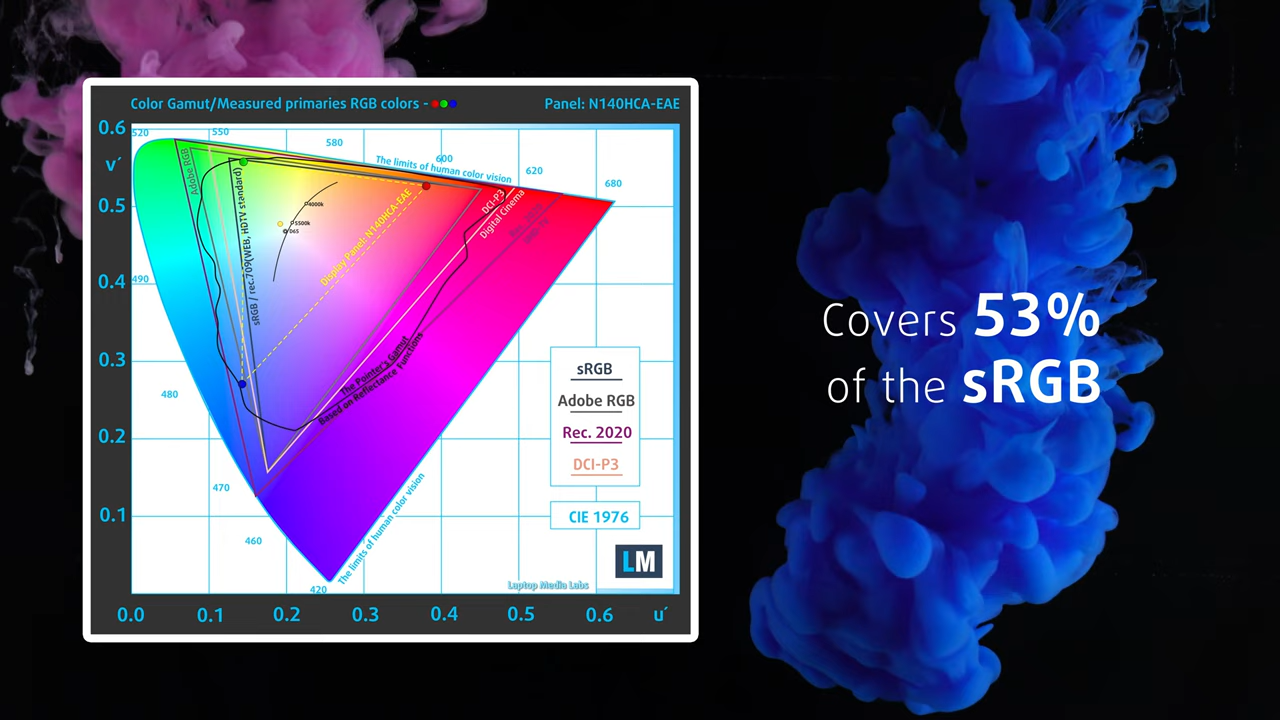 Color Gamut/Measured primaries RGB colors -
Panel: N140HCA-EAE
0.6
v´
0.5
0.4
0.3
0.2
0.1
0.0
0.1
0.2
0.3
0.4
0.5
0.6
u´
520
550
580
600
620
680
490
480
470
460
420
The limits of human color vision
Adobe RGB
sRGB / rec.709(WEB, HDTV standard)
4000k
5500k
D65
Display Panel: N140HCA-EAE
DCI-P3
Digital Cinema
Rec. 2020
The Pointer's Gamut
Based on Reflectance Functions
The limits of human color vision
sRGB
Adobe RGB
Rec. 2020
DCI-P3
CIE 1976
LM
Laptop Media Labs
Covers 53%
of the sRGB